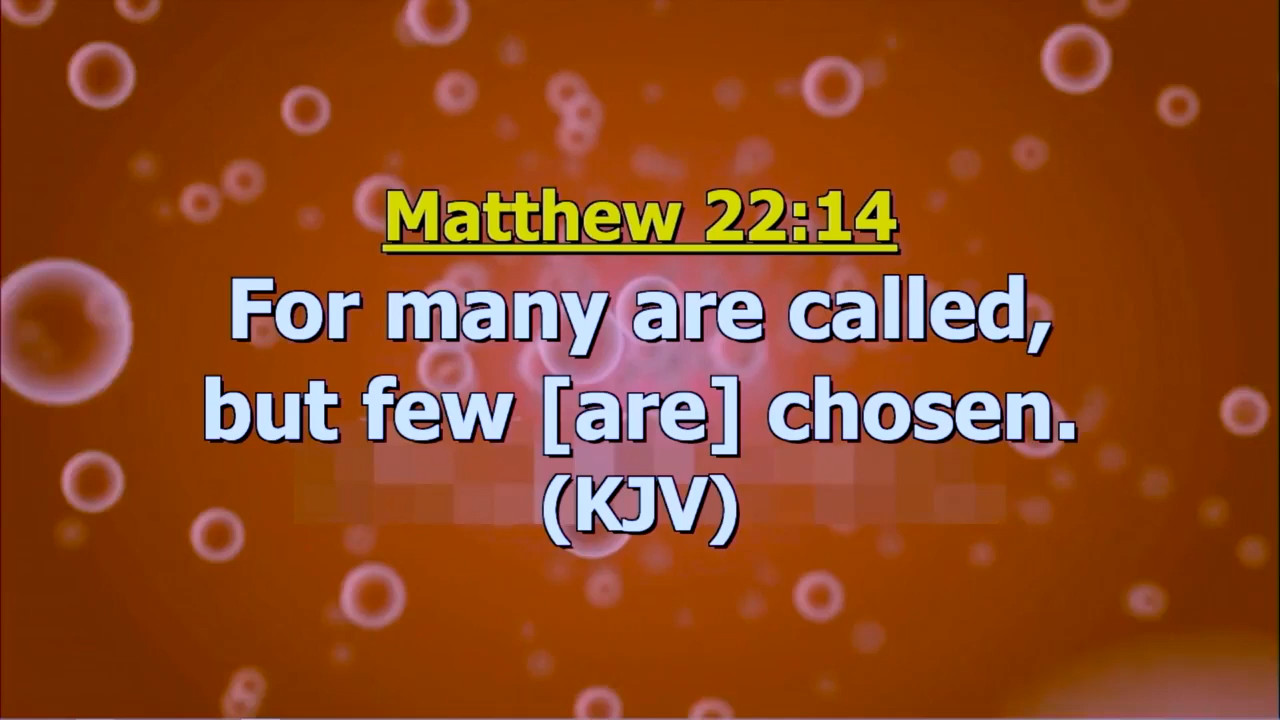 Matthew 22:14
For many are called,
but few [are] chosen.
(KJV)